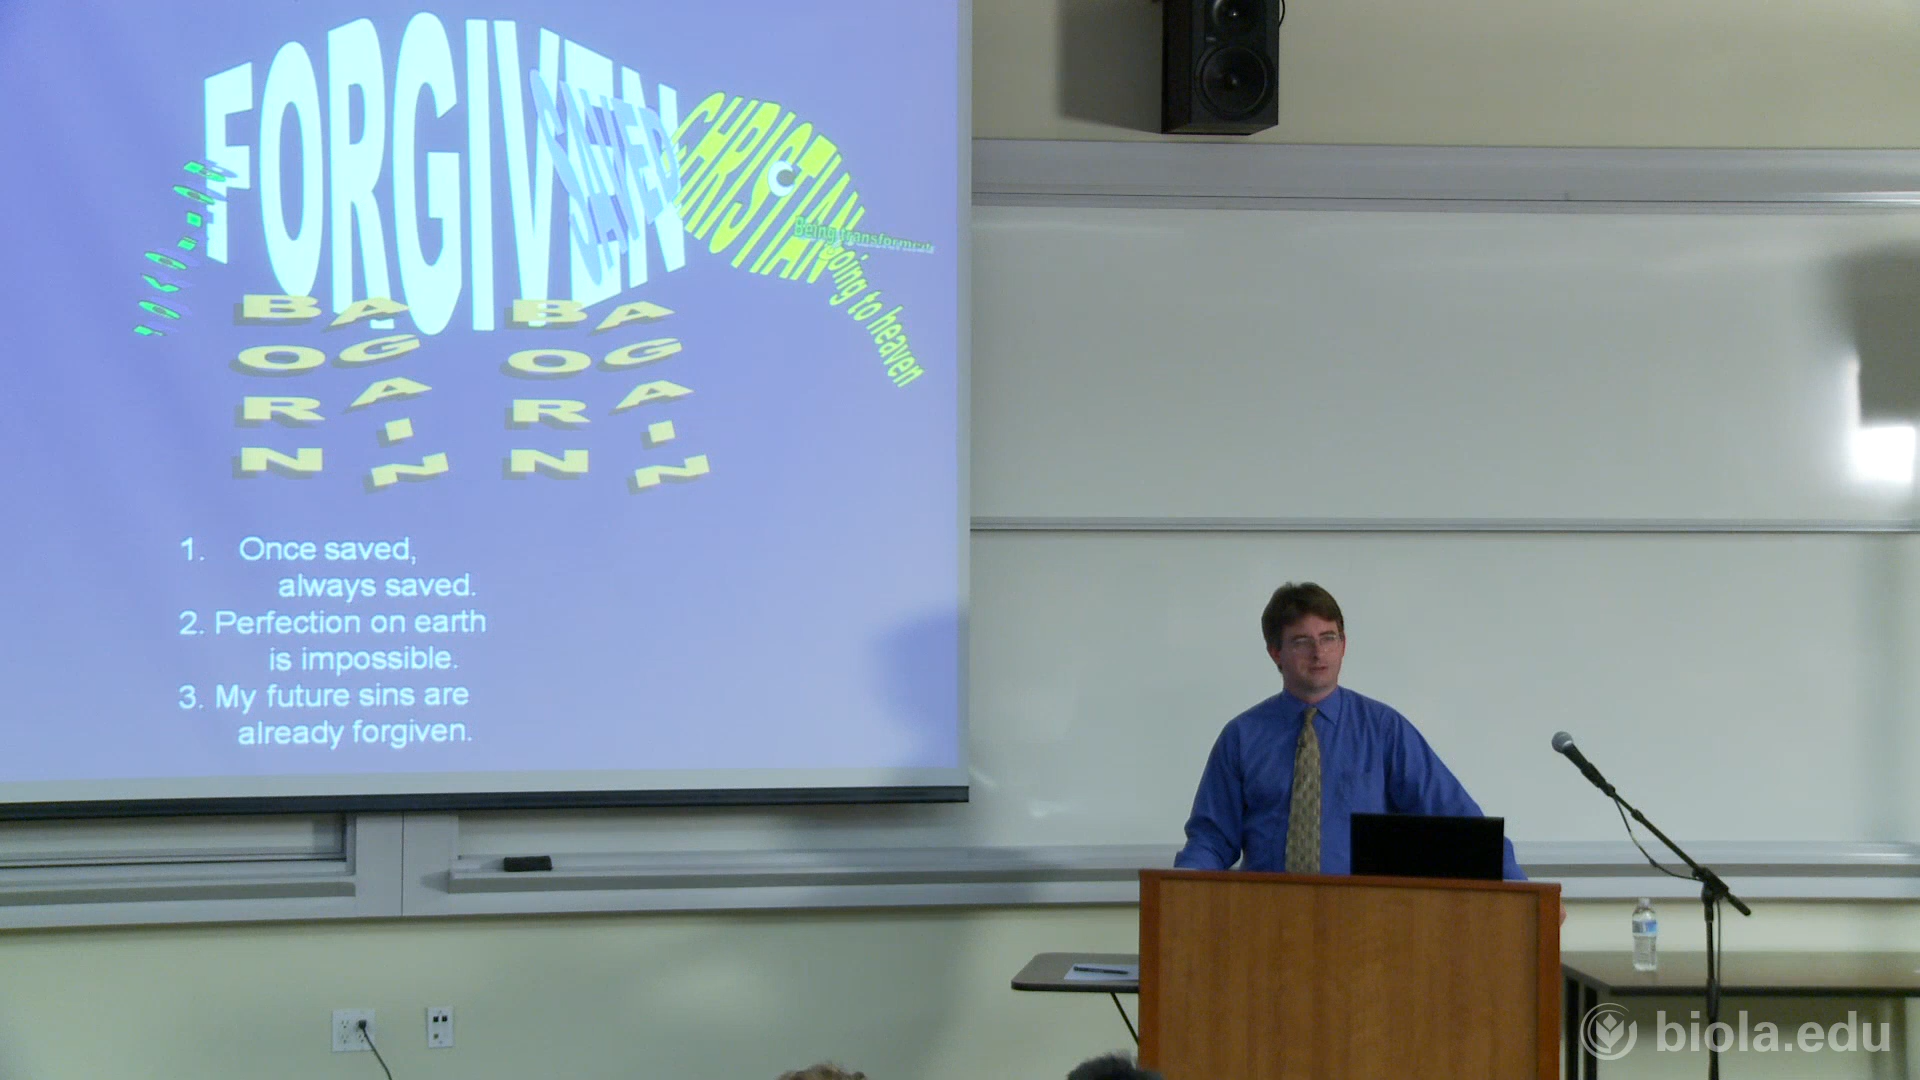 FORGIVEN
SAVED
CHRISTIAN
Being transformed
Going to heaven
BORN
AGAIN
BORN
AGAIN
1. Once saved,
always saved.
2. Perfection on earth
is impossible.
3. My future sins are
already forgiven.
biola.edu